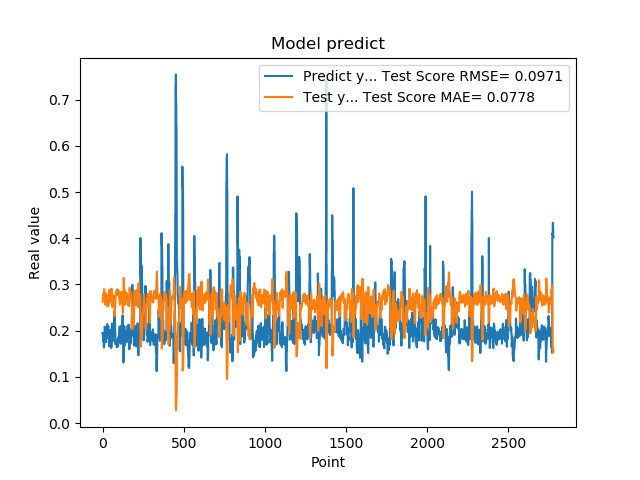 Model predict
Predict y... Test Score RMSE= 0.0971
Test y... Test Score MAE= 0.0778
Real value
0.7
0.6
0.5
0.4
0.3
0.2
0.1
0.0
0 500 1000 1500 2000 2500
Point